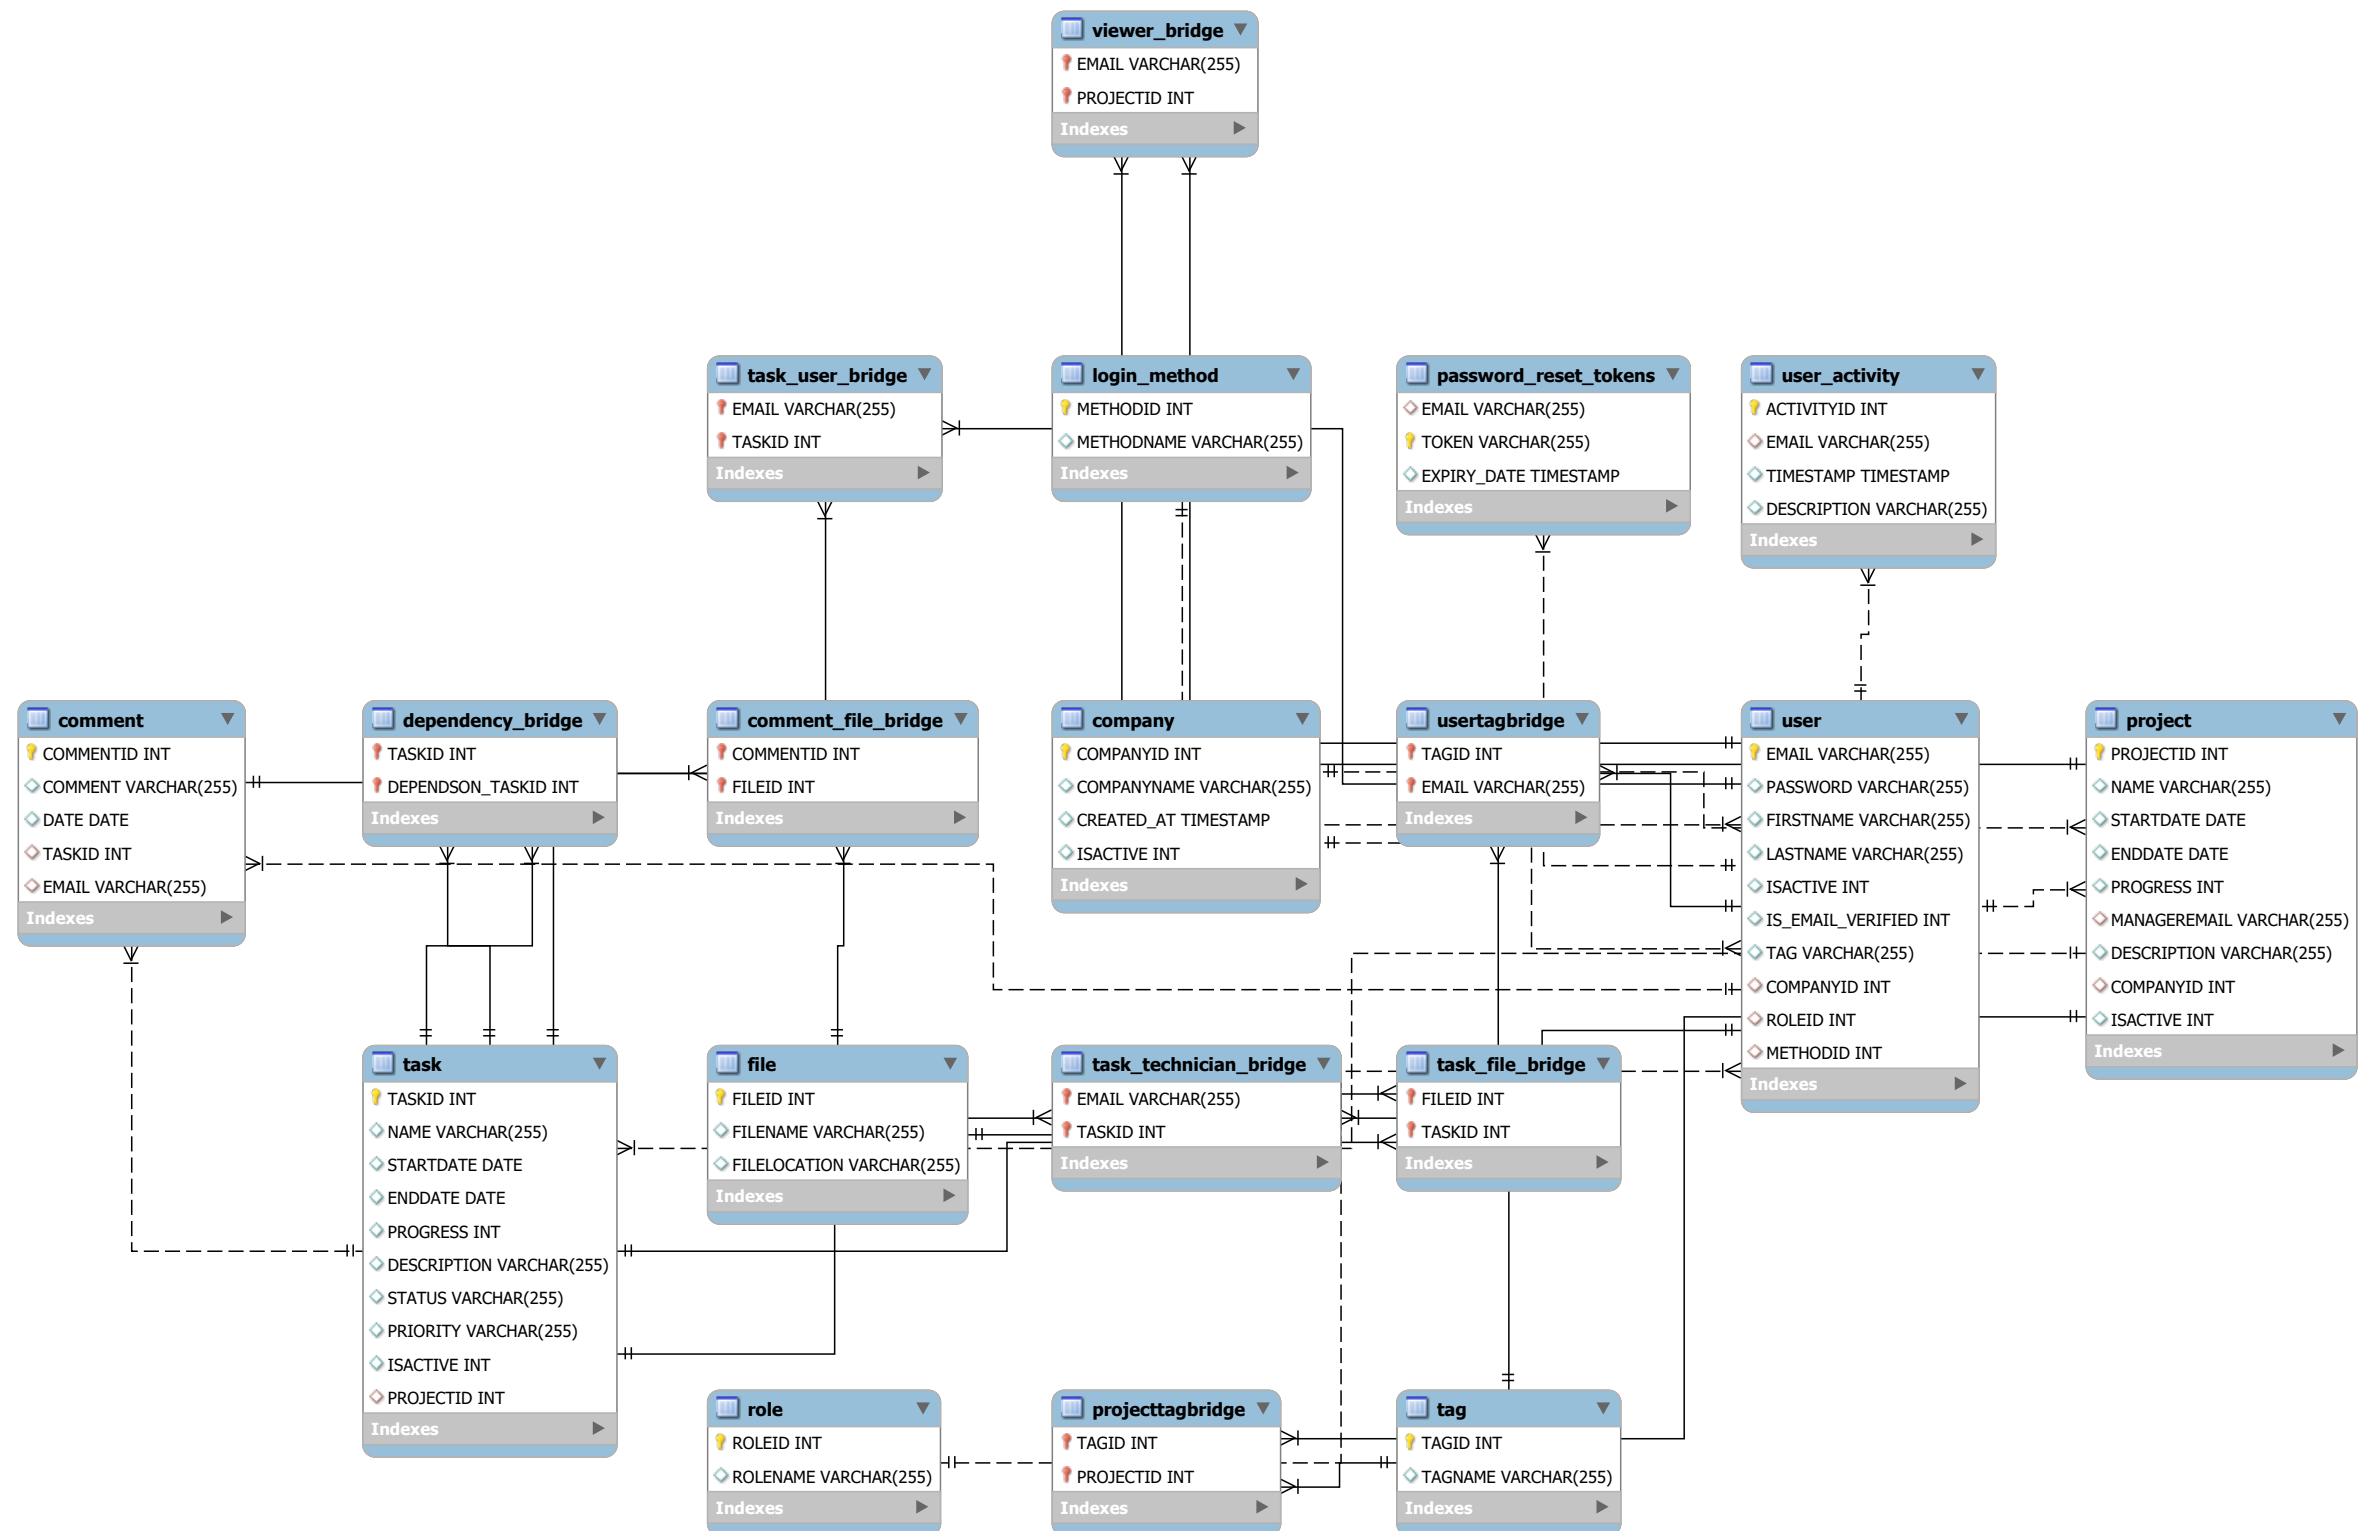 viewer_bridge
EMAIL VARCHAR(255)
PROJECTID INT
Indexes
task_user_bridge
EMAIL VARCHAR(255)
TASKID INT
Indexes
login_method
METHODID INT
METHODNAME VARCHAR(255)
Indexes
password_reset_tokens
EMAIL VARCHAR(255)
TOKEN VARCHAR(255)
EXPIRY_DATE TIMESTAMP
Indexes
user_activity
ACTIVITYID INT
EMAIL VARCHAR(255)
TIMESTAMP TIMESTAMP
DESCRIPTION VARCHAR(255)
Indexes
comment
COMMENTID INT
COMMENT VARCHAR(255)
DATE DATE
TASKID INT
EMAIL VARCHAR(255)
Indexes
dependency_bridge
TASKID INT
DEPENDSON_TASKID INT
Indexes
comment_file_bridge
COMMENTID INT
FILEID INT
Indexes
company
COMPANYID INT
COMPANYNAME VARCHAR(255)
CREATED_AT TIMESTAMP
ISACTIVE INT
Indexes
usertagbridge
TAGID INT
EMAIL VARCHAR(255)
Indexes
user
EMAIL VARCHAR(255)
PASSWORD VARCHAR(255)
FIRSTNAME VARCHAR(255)
LASTNAME VARCHAR(255)
ISACTIVE INT
IS_EMAIL_VERIFIED INT
TAG VARCHAR(255)
COMPANYID INT
ROLEID INT
METHODID INT
Indexes
project
PROJECTID INT
NAME VARCHAR(255)
STARTDATE DATE
ENDDATE DATE
PROGRESS INT
MANAGEREMAIL VARCHAR(255)
DESCRIPTION VARCHAR(255)
COMPANYID INT
ISACTIVE INT
Indexes
task
TASKID INT
NAME VARCHAR(255)
STARTDATE DATE
ENDDATE DATE
PROGRESS INT
DESCRIPTION VARCHAR(255)
STATUS VARCHAR(255)
PRIORITY VARCHAR(255)
ISACTIVE INT
PROJECTID INT
Indexes
file
FILEID INT
FILENAME VARCHAR(255)
FILELOCATION VARCHAR(255)
Indexes
task_technician_bridge
EMAIL VARCHAR(255)
TASKID INT
Indexes
task_file_bridge
FILEID INT
TASKID INT
Indexes
role
ROLEID INT
ROLENAME VARCHAR(255)
Indexes
projecttagbridge
TAGID INT
PROJECTID INT
Indexes
tag
TAGID INT
TAGNAME VARCHAR(255)
Indexes